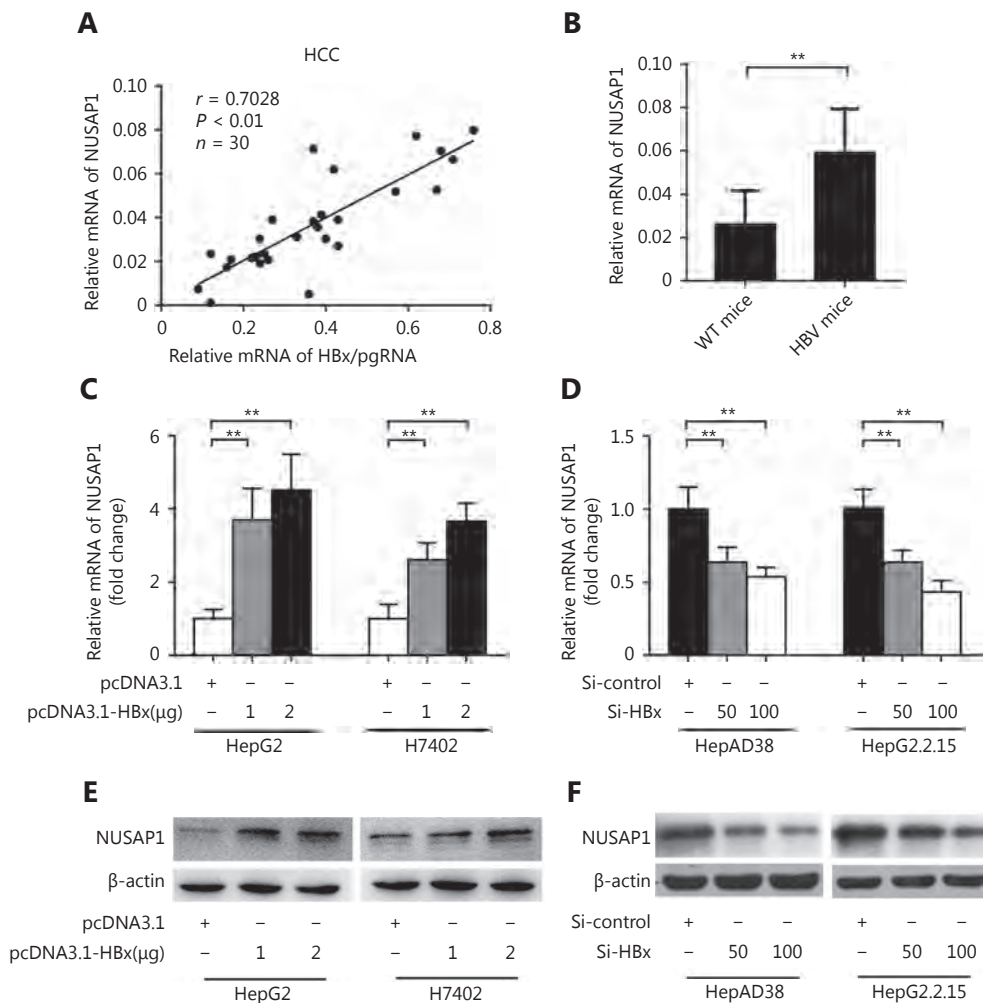 A
HCC
r = 0.7028
P < 0.01
n = 30
Relative mRNA of NUSAP1
0.10
0.08
0.06
0.04
0.02
0
0 0.2 0.4 0.6 0.8
Relative mRNA of HBx/pgRNA
B
**
Relative mRNA of NUSAP1
0.10
0.08
0.06
0.04
0.02
0
WT mice
HBV mice
C
** **
** **
Relative mRNA of NUSAP1
(fold change)
6
4
2
0
pcDNA3.1 + – – + – –
pcDNA3.1-HBx(μg) – 1 2 – 1 2
HepG2 H7402
D
** **
** **
Relative mRNA of NUSAP1
(fold change)
1.5
1.0
0.5
0
Si-control + – – + – –
Si-HBx – 50 100 – 50 100
HepAD38 HepG2.2.15
E
NUSAP1
β-actin
pcDNA3.1 + – – + – –
pcDNA3.1-HBx(μg) – 1 2 – 1 2
HepG2 H7402
F
NUSAP1
β-actin
Si-control + – – + – –
Si-HBx – 50 100 – 50 100
HepAD38 HepG2.2.15